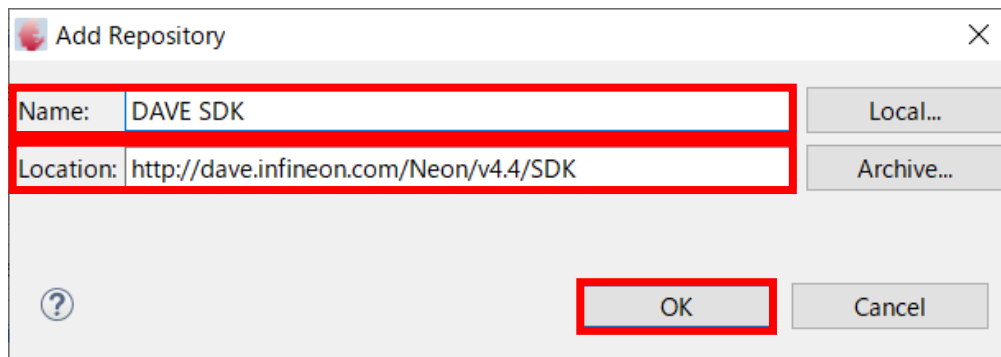 Add Repository
Name: DAVE SDK Local...
Location: http://dave.infineon.com/Neon/v4.4/SDK Archive...
? OK Cancel